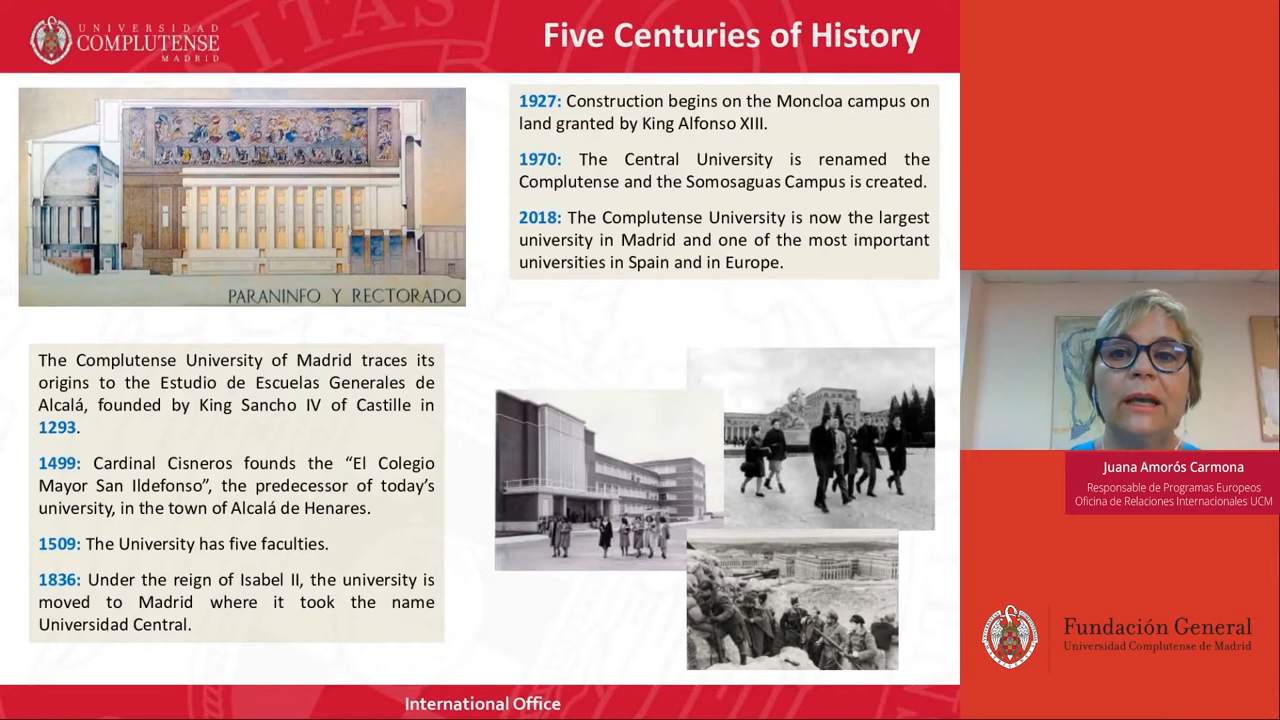 UNIVERSIDAD
COMPLUTENSE
MADRID
Five Centuries of History
PARANINFO Y RECTORADO
The Complutense University of Madrid traces its
origins to the Estudio de Escuelas Generales de
Alcalá, founded by King Sancho IV of Castille in
1293.
1499: Cardinal Cisneros founds the “El Colegio
Mayor San Ildefonso”, the predecessor of today’s
university, in the town of Alcalá de Henares.
1509: The University has five faculties.
1836: Under the reign of Isabel II, the university is
moved to Madrid where it took the name
Universidad Central.
1927: Construction begins on the Moncloa campus on
land granted by King Alfonso XIII.
1970: The Central University is renamed the
Complutense and the Somosaguas Campus is created.
2018: The Complutense University is now the largest
university in Madrid and one of the most important
universities in Spain and in Europe.
International Office
Juana Amorós Carmona
Responsable de Programas Europeos
Oficina de Relaciones Internacionales UCM
Fundación General
Universidad Complutense de Madrid